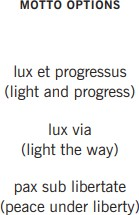 MOTTO OPTIONS
lux et progressus
(light and progress)
lux via
(light the way)
pax sub libertate
(peace under liberty)